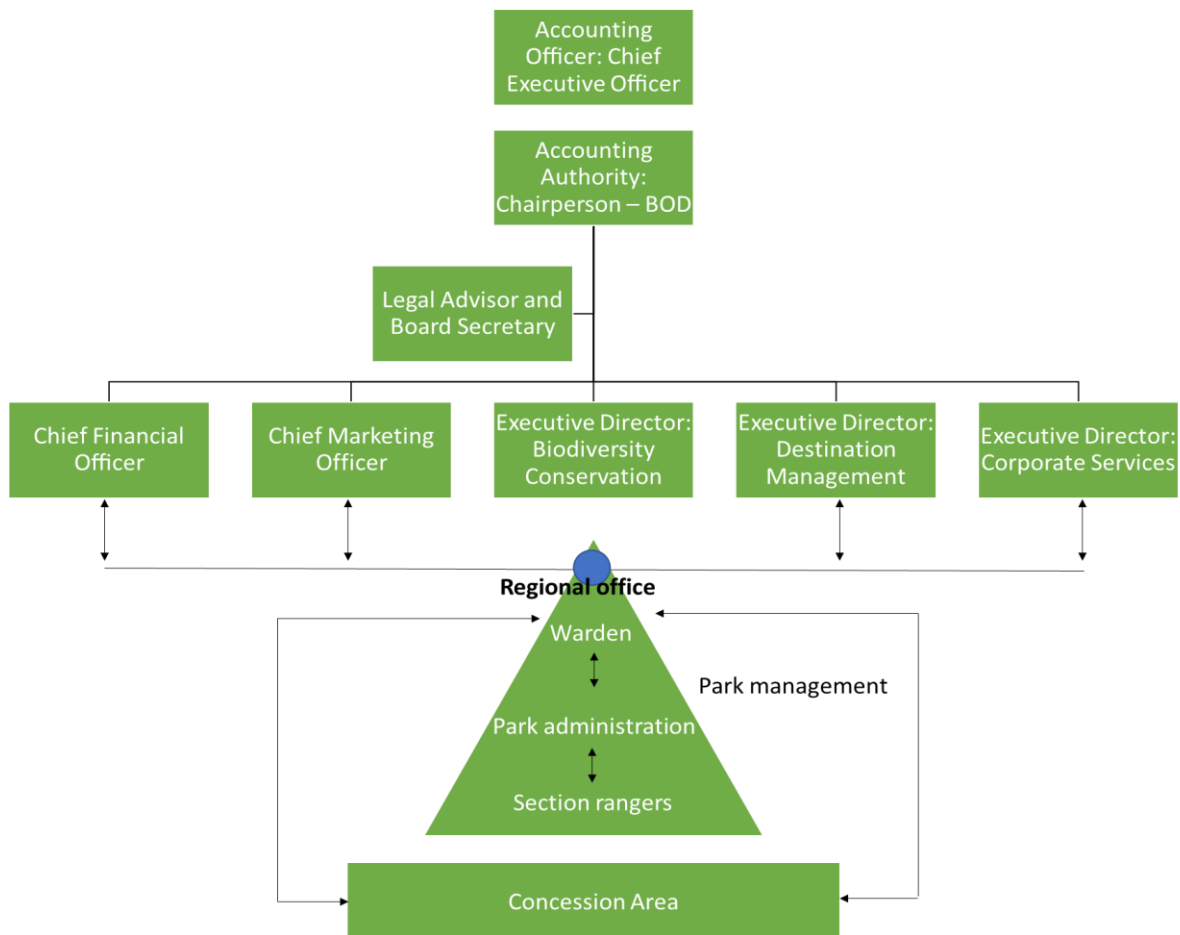 Accounting
Officer: Chief
Executive Officer
Accounting
Authority:
Chairperson – BOD
Legal Advisor and
Board Secretary
Chief Financial
Officer
Chief Marketing
Officer
Executive Director:
Biodiversity
Conservation
Executive Director:
Destination
Management
Executive Director:
Corporate Services
Regional office
Warden
Park management
Park administration
Section rangers
Concession Area